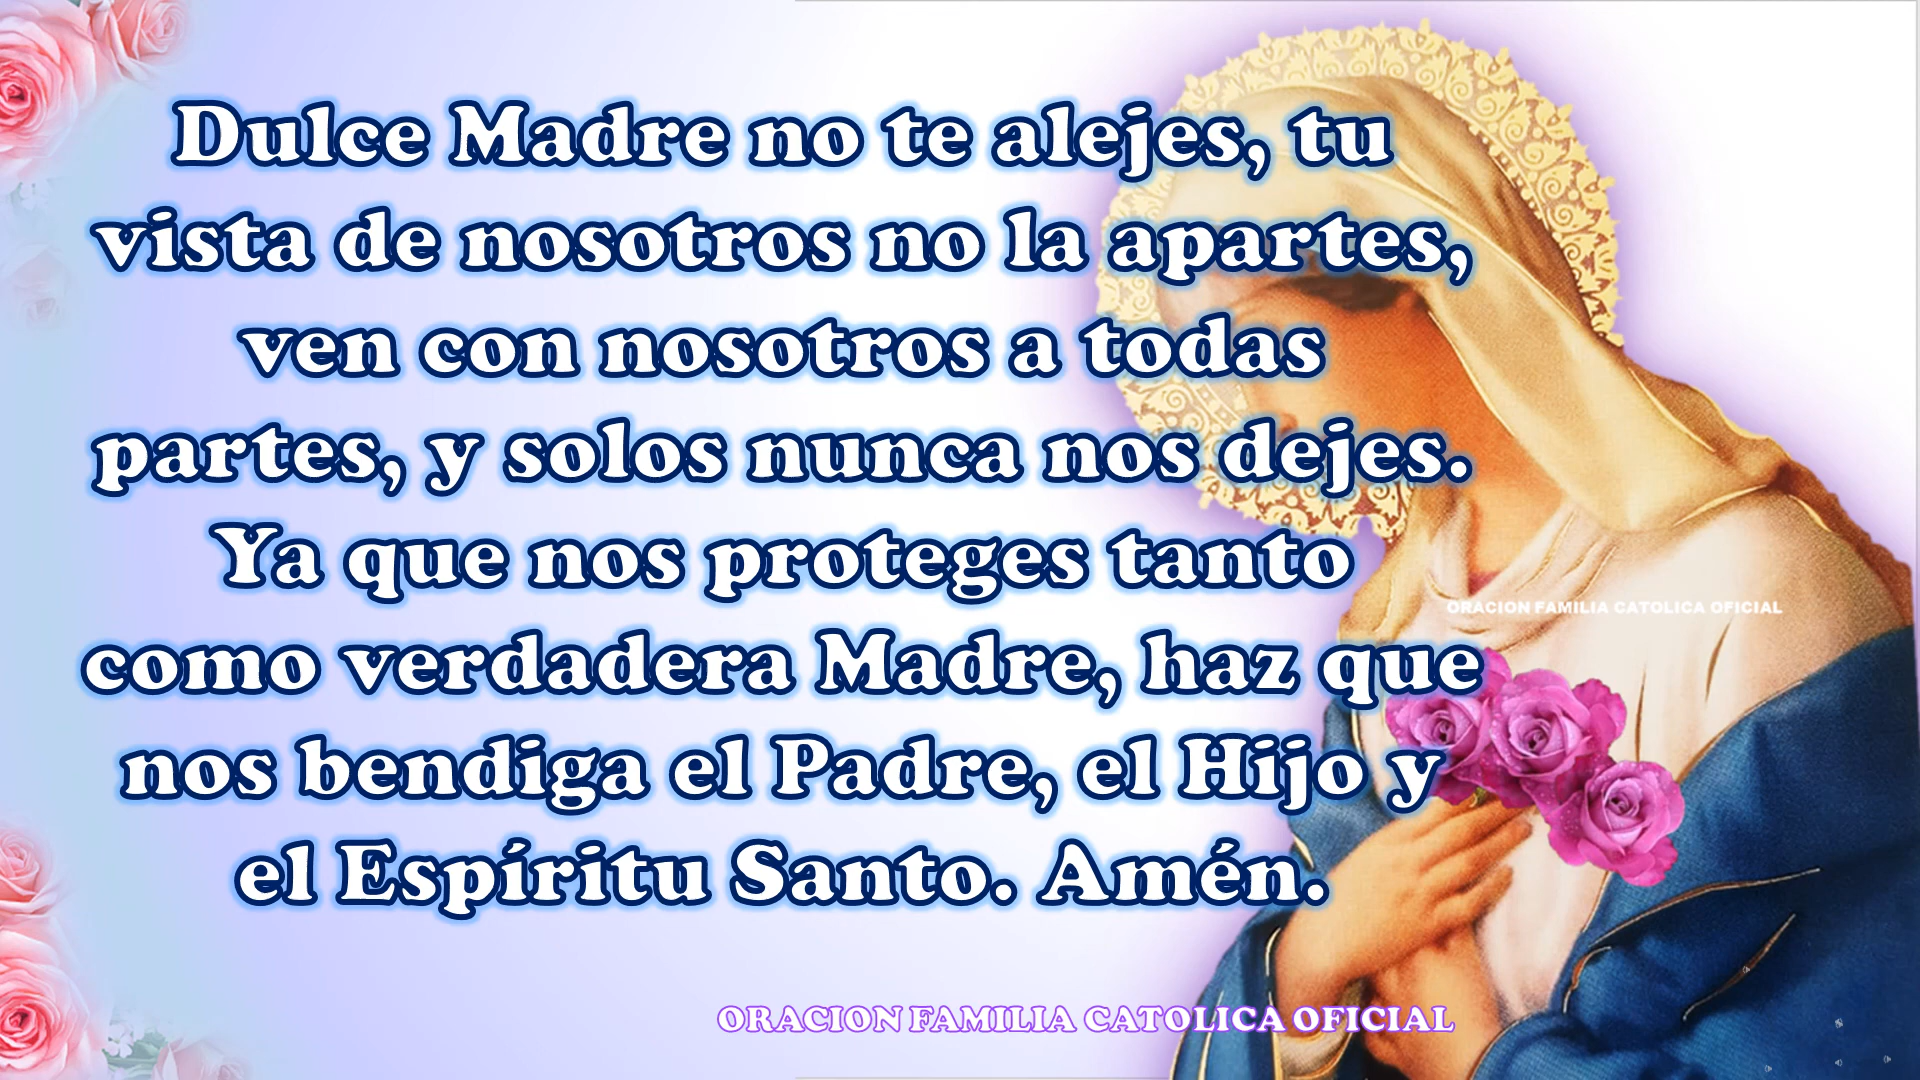 Dulce Madre no te alejes, tu
vista de nosotros no la apartes,
ven con nosotros a todas
partes, y solos nunca nos dejes.
Ya que nos proteges tanto
como verdadera Madre, haz que
nos bendiga el Padre, el Hijo y
el Espíritu Santo. Amén.
ORACION FAMILIA CATOLICA OFICIAL
ORACION FAMILIA CATOLICA OFICIAL